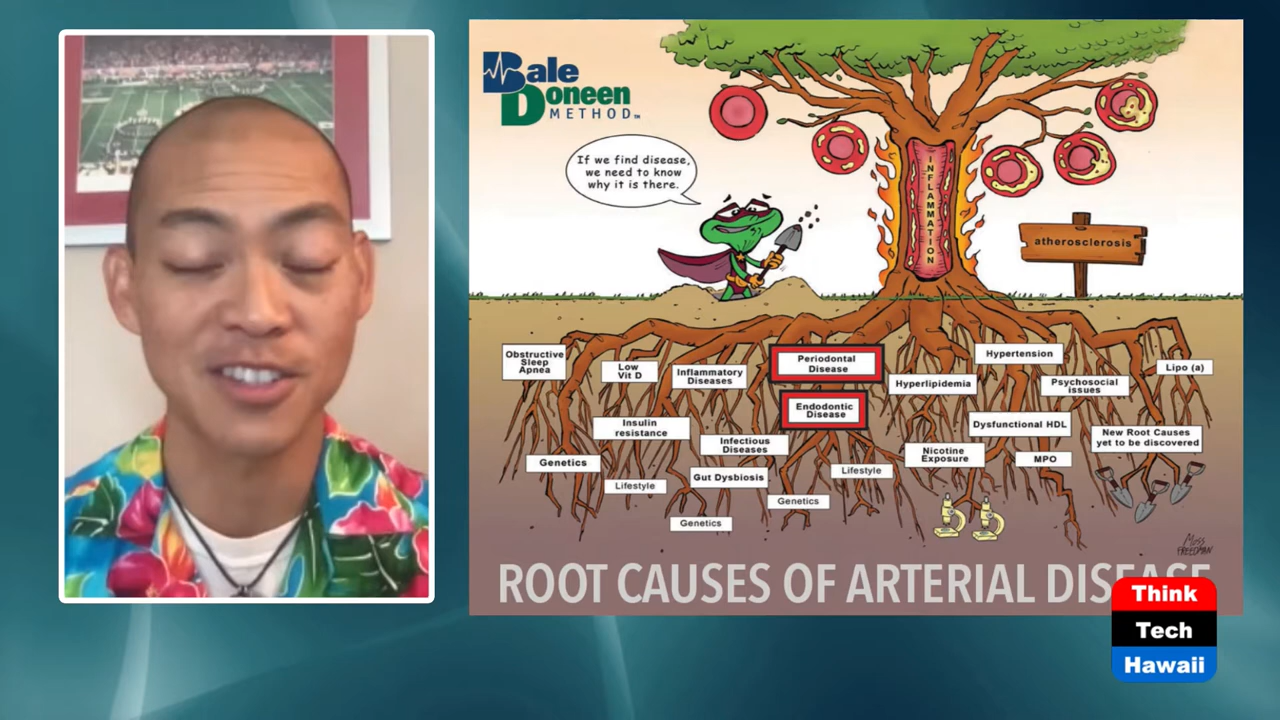 Bale
Doneen
METHOD™
If we find disease,
we need to know
why it is there.
INFLAMMATION
atherosclerosis
Obstructive
Sleep
Apnea
Low
Vit D
Inflammatory
Diseases
Periodontal
Disease
Hypertension
Lipo (a)
Hyperlipidemia
Psychosocial
issues
Endodontic
Disease
Insulin
resistance
Infectious
Diseases
Dysfunctional HDL
New Root Causes
yet to be discovered
Genetics
Nicotine
Exposure
MPO
Lifestyle
Gut Dysbiosis
Lifestyle
Genetics
Genetics
FREEDMAN
ROOT CAUSES OF ARTERIAL DISEASE
Think
Tech
Hawaii